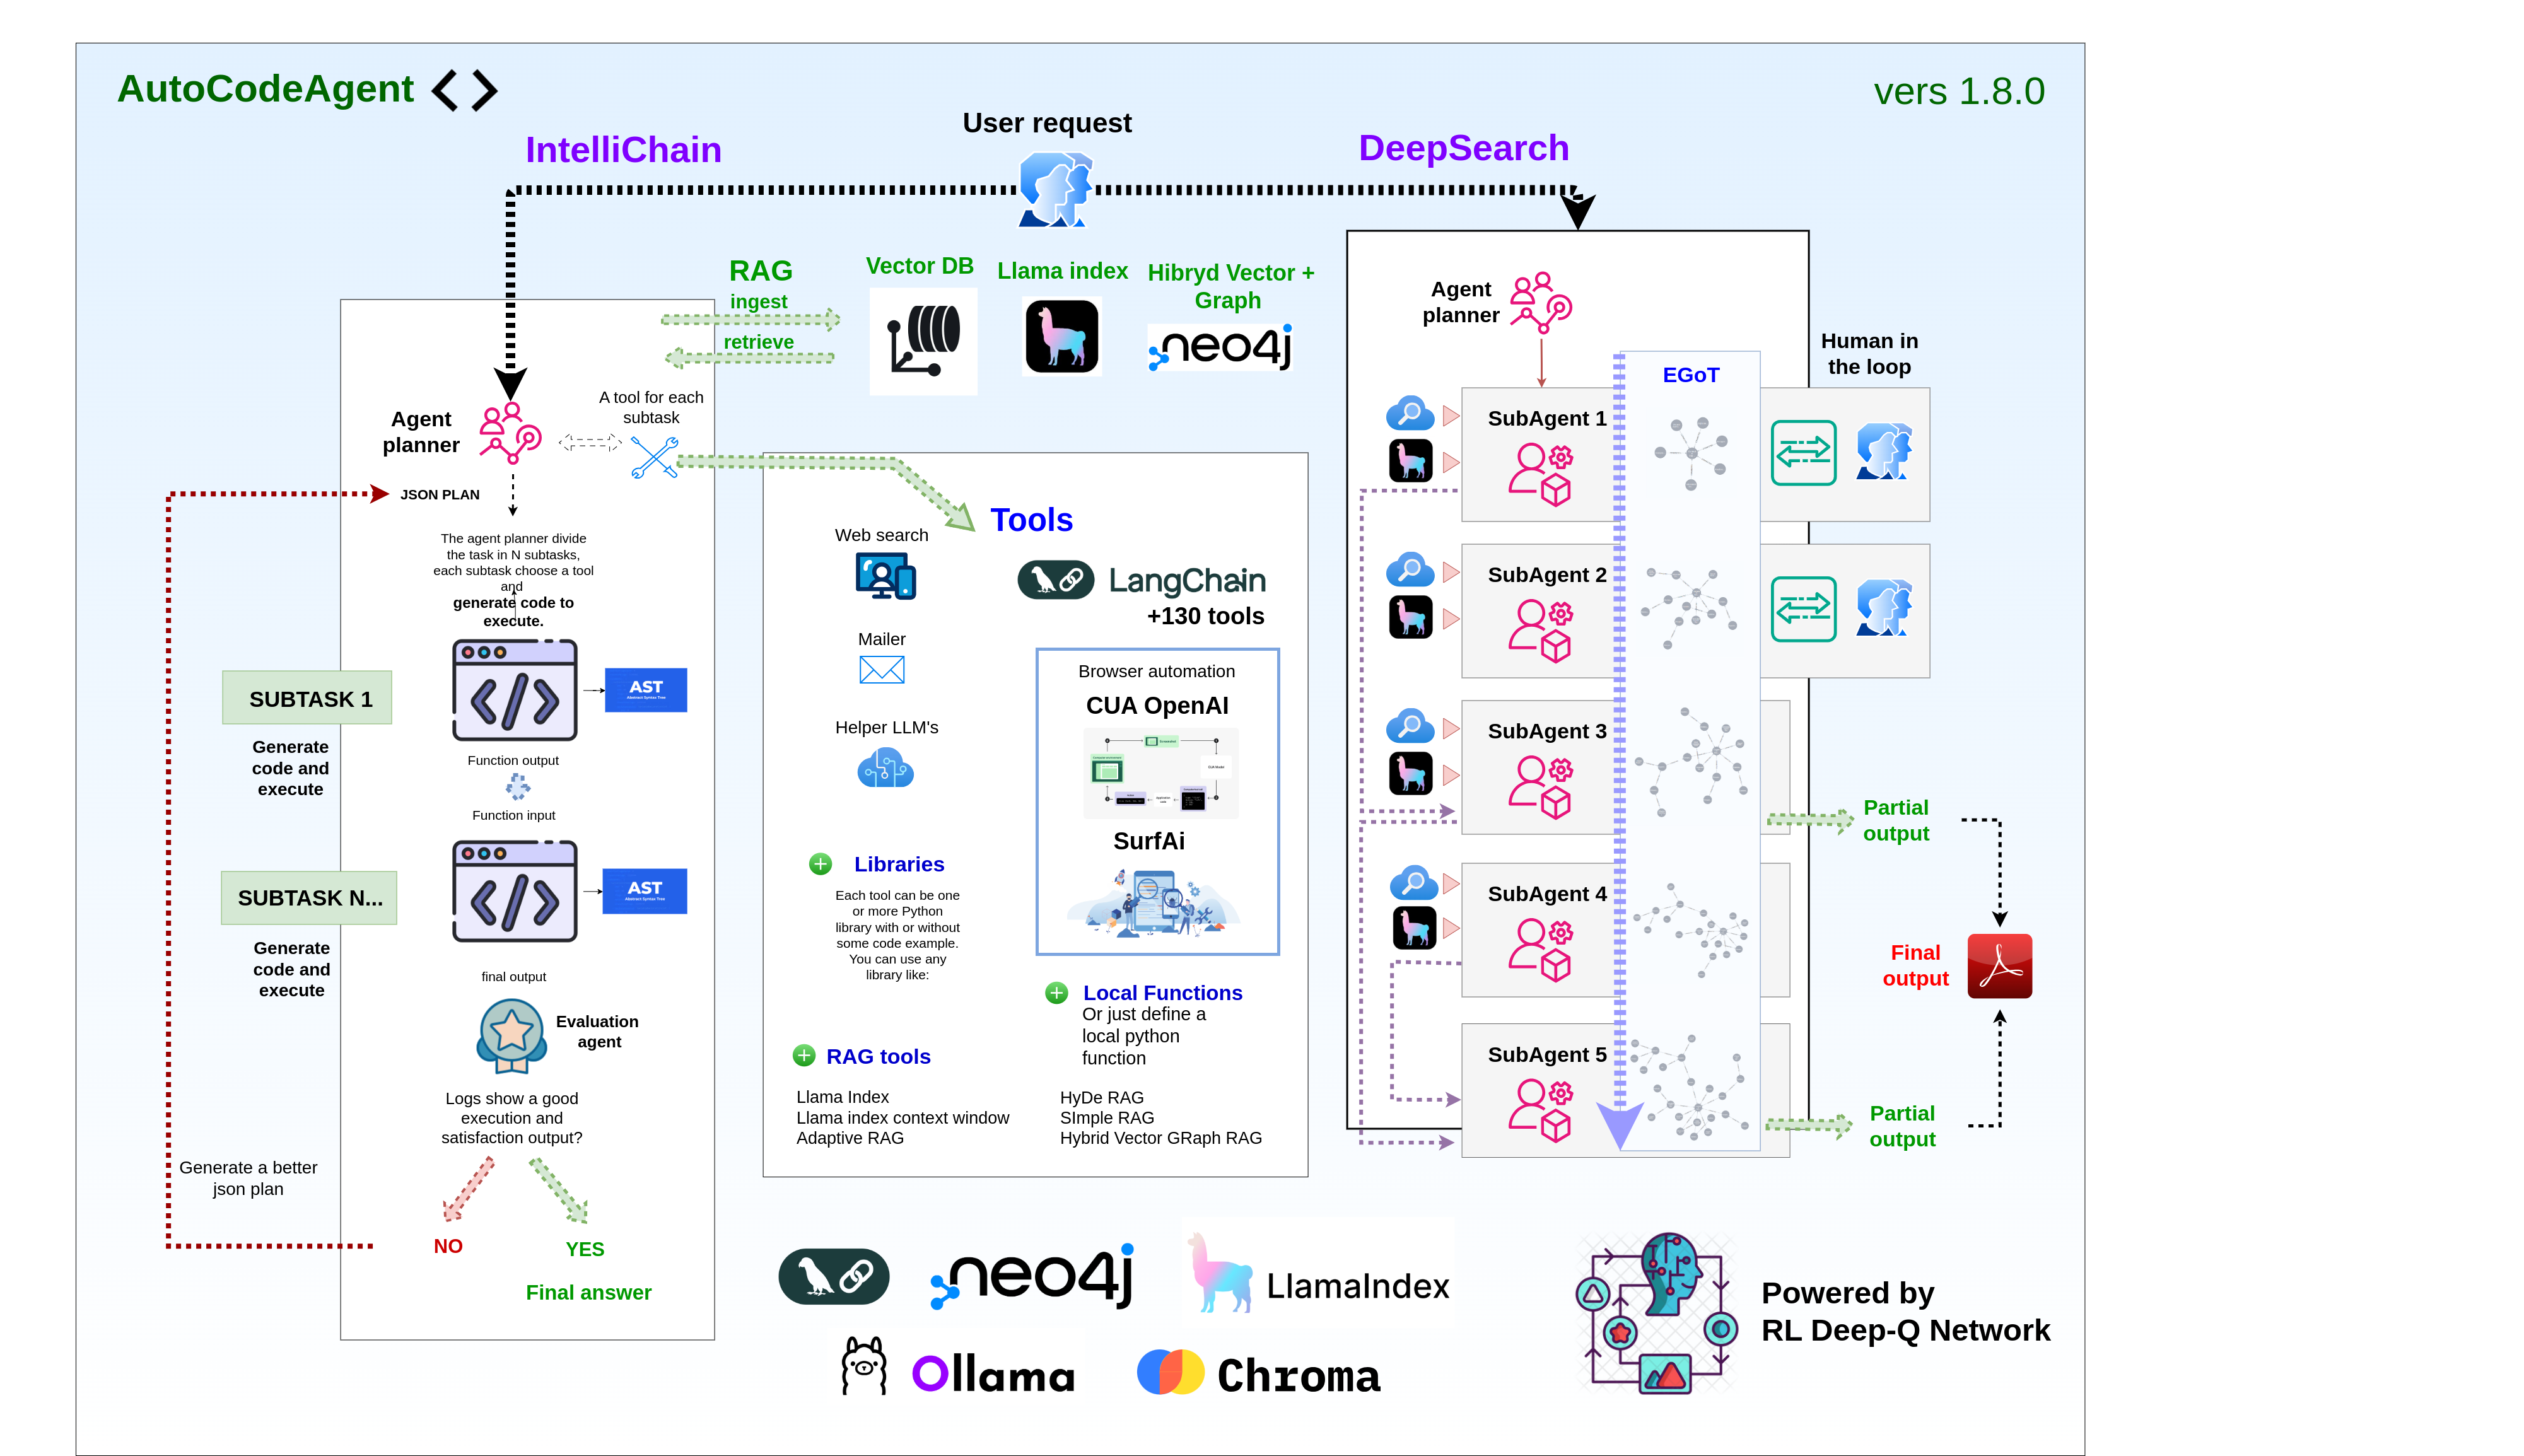 AutoCodeAgent
vers 1.8.0
User request
IntelliChain
DeepSearch
RAG
ingest
retrieve
Vector DB
Llama index
Hibryd Vector +
Graph
neo4j
A tool for each
subtask
Agent
planner
JSON PLAN
The agent planner divide
the task in N subtasks,
each subtask choose a tool
and
generate code to
execute.
AST
Abstract Syntax Tree
SUBTASK 1
Generate
code and
execute
Function output
Function input
AST
Abstract Syntax Tree
SUBTASK N...
Generate
code and
execute
final output
Evaluation
agent
Logs show a good
execution and
satisfaction output?
Generate a better
json plan
NO
YES
Final answer
Tools
Web search
LangChain
+130 tools
Mailer
Helper LLM's
Browser automation
CUA OpenAI
SurfAi
Libraries
Each tool can be one
or more Python
library with or without
some code example.
You can use any
library like:
Local Functions
Or just define a
local python
function
RAG tools
Llama Index
Llama index context window
Adaptive RAG
HyDe RAG
SImple RAG
Hybrid Vector GRaph RAG
Agent
planner
Human in
the loop
EGoT
SubAgent 1
SubAgent 2
SubAgent 3
SubAgent 4
SubAgent 5
Partial
output
Final
output
Partial
output
neo4j
LlamaIndex
Ollama
Chroma
Powered by
RL Deep-Q Network